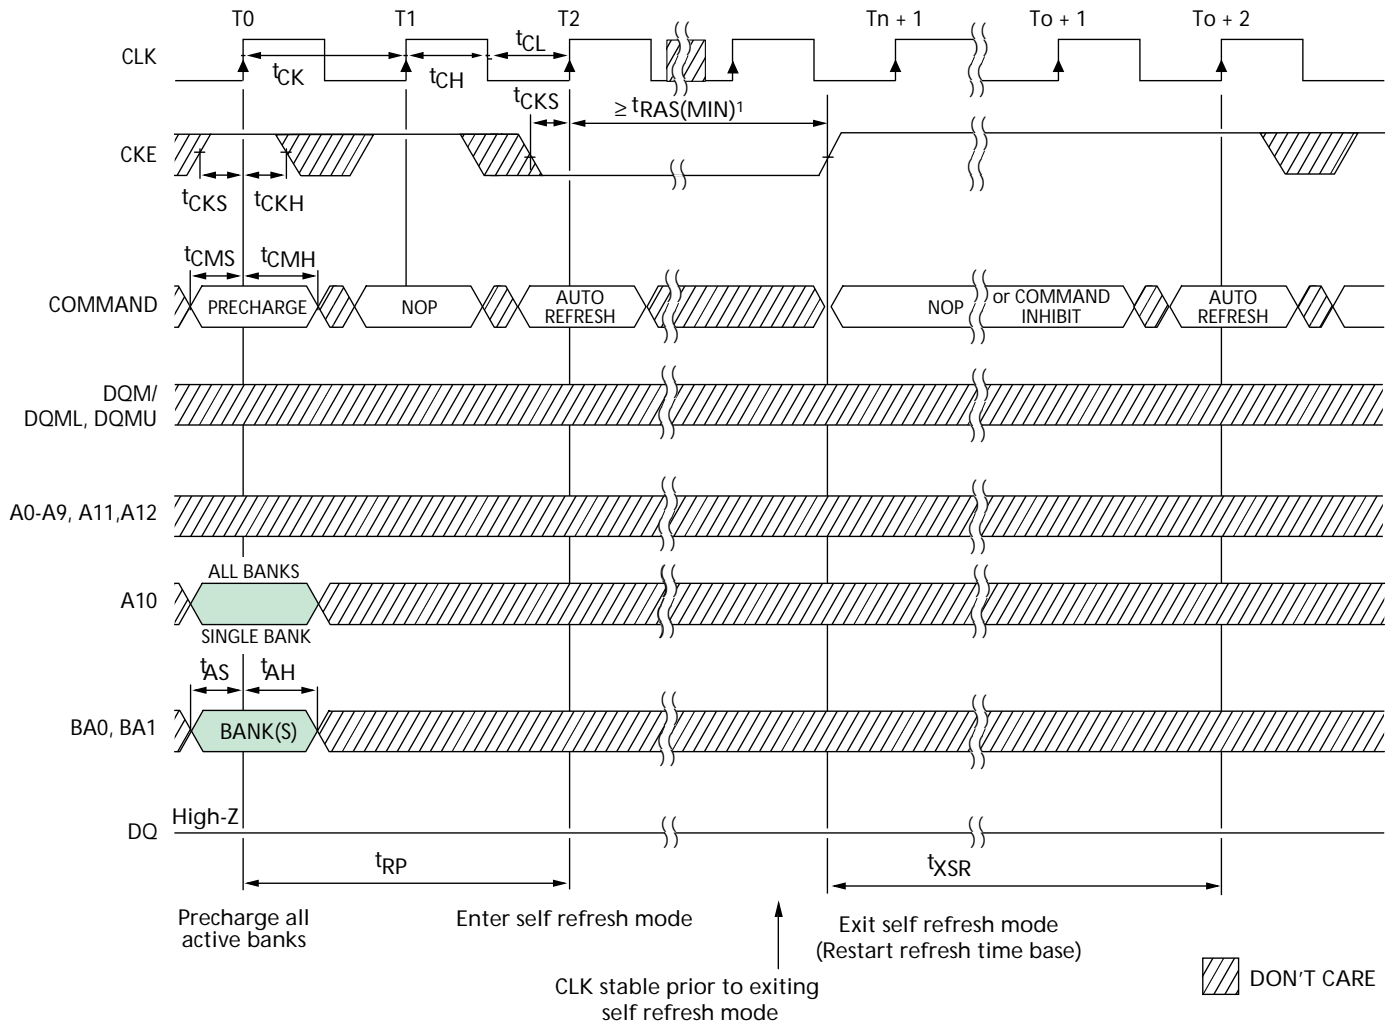 T0 T1 T2 Tn + 1 To + 1 To + 2
CLK
tCK
tCH
tCL
tCKS
≥ tRAS(MIN)¹
CKE
tCKS
tCKH
tCMS
tCMH
COMMAND
PRECHARGE
NOP
AUTO
REFRESH
NOP
or COMMAND
INHIBIT
AUTO
REFRESH
DQM/
DQML, DQMU
A0-A9, A11,A12
ALL BANKS
A10
SINGLE BANK
tAS
tAH
BA0, BA1
BANK(S)
High-Z
DQ
tRP
tXSR
Precharge all
active banks
Enter self refresh mode
Exit self refresh mode
(Restart refresh time base)
CLK stable prior to exiting
self refresh mode
DON'T CARE